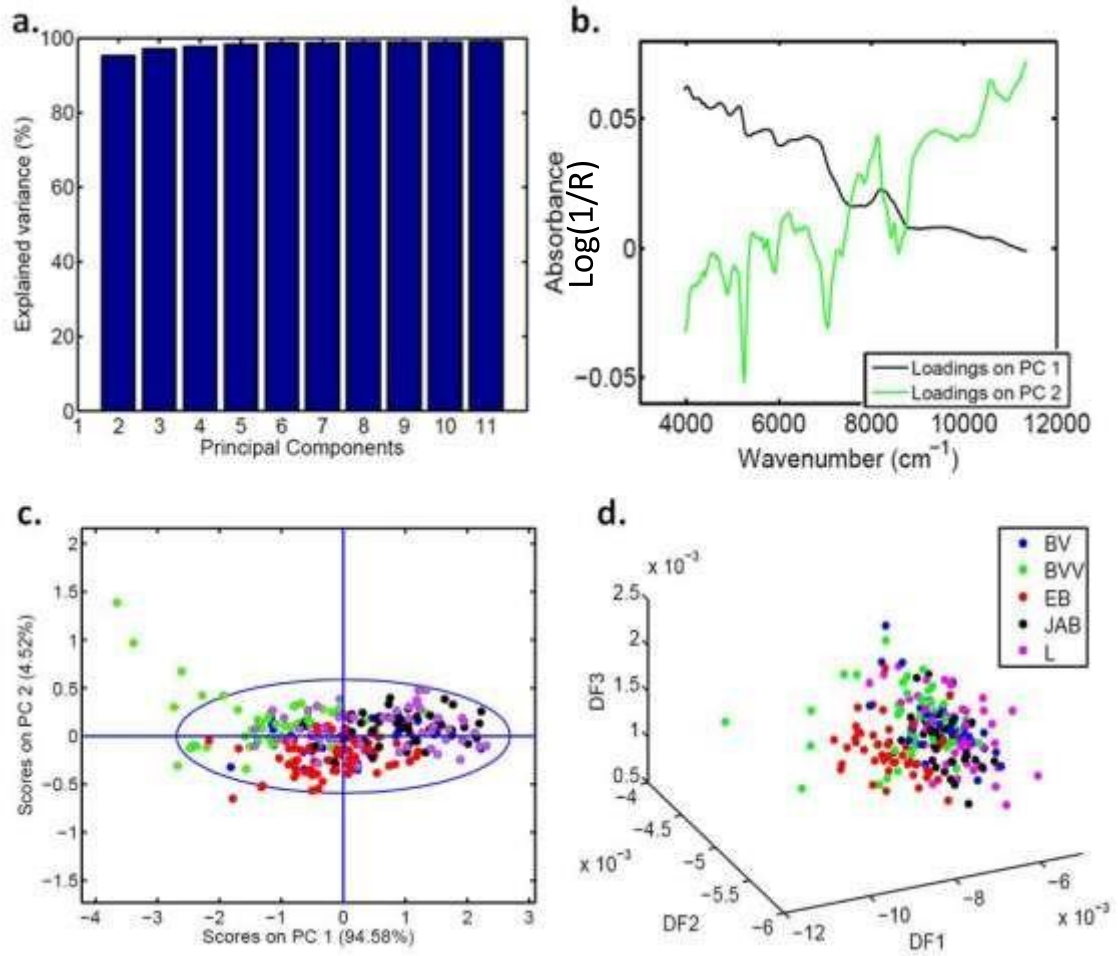 a.
100
80
60
40
20
0
Explained variance (%)
1 2 3 4 5 6 7 8 9 10 11
Principal Components
b.
0.05
0
−0.05
Absorbance
Log(1/R)
Loadings on PC 1
Loadings on PC 2
4000 6000 8000 10000 12000
Wavenumber (cm⁻¹)
c.
2
1.5
1
0.5
0
−0.5
−1
−1.5
Scores on PC 2 (4.52%)
−4 −3 −2 −1 0 1 2 3
Scores on PC 1 (94.58%)
d.
BV
BVV
EB
JAB
L
x 10⁻³
2.5
2
1.5
1
0.5
DF3
−4
−4.5
−5
−5.5
−6
x 10⁻³
DF2
−12
−10
−8
−6
x 10⁻³
DF1